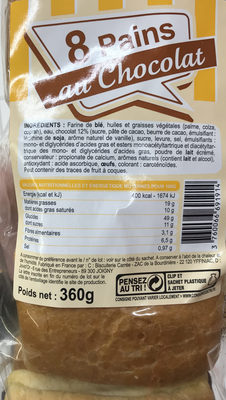 8 Pains
au Chocolat
INGRÉDIENTS : Farine de blé, huiles et graisses végétales (palme, colza,
coprah), eau, chocolat 12% (sucre, pâte de cacao, beurre de cacao, émulsifiant :
lécithine de soja, arôme naturel de vanille), sucre, levure, sel, émulsifiants :
mono- et diglycérides d'acides gras et esters monoacétyltartrique et diacétyltar-
trique des mono- et diglycérides d'acides gras, poudre de lait écrémé,
conservateur : propionate de calcium, arômes naturels (contient lait et alcool),
antioxydant : acide ascorbique, œufs, colorant : caroténoïdes.
Peut contenir des traces de fruit à coques.
Energie (kcal et kJ) 400 kcal - 1674 kJ
Matières grasses 19 g
dont acides gras saturés 10 g
Glucides 49 g
dont sucres 11 g
Fibres alimentaires 3,1 g
Protéines 6,5 g
Sel 0,97 g
Poids net : 360g
PENSEZ
AU TRI !
CLIP ET
SACHET PLASTIQUE
À JETER
CONSIGNE POUVANT VARIER LOCALEMENT